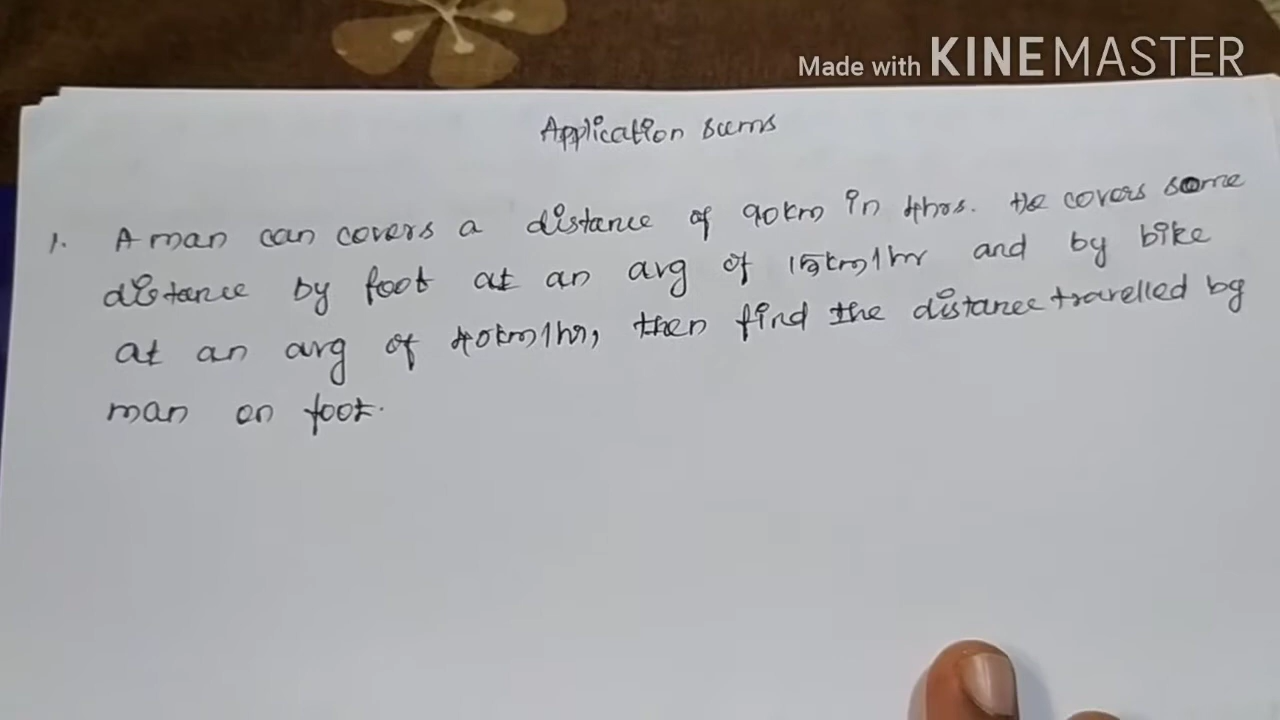 Made with KINEMASTER
Application sums
1. A man can covers a distance of 90km in 4hrs. He covers some
distance by foot at an avg of 15km/hr and by bike
at an avg of 40km/hr, then find the distance travelled by
man on foot.